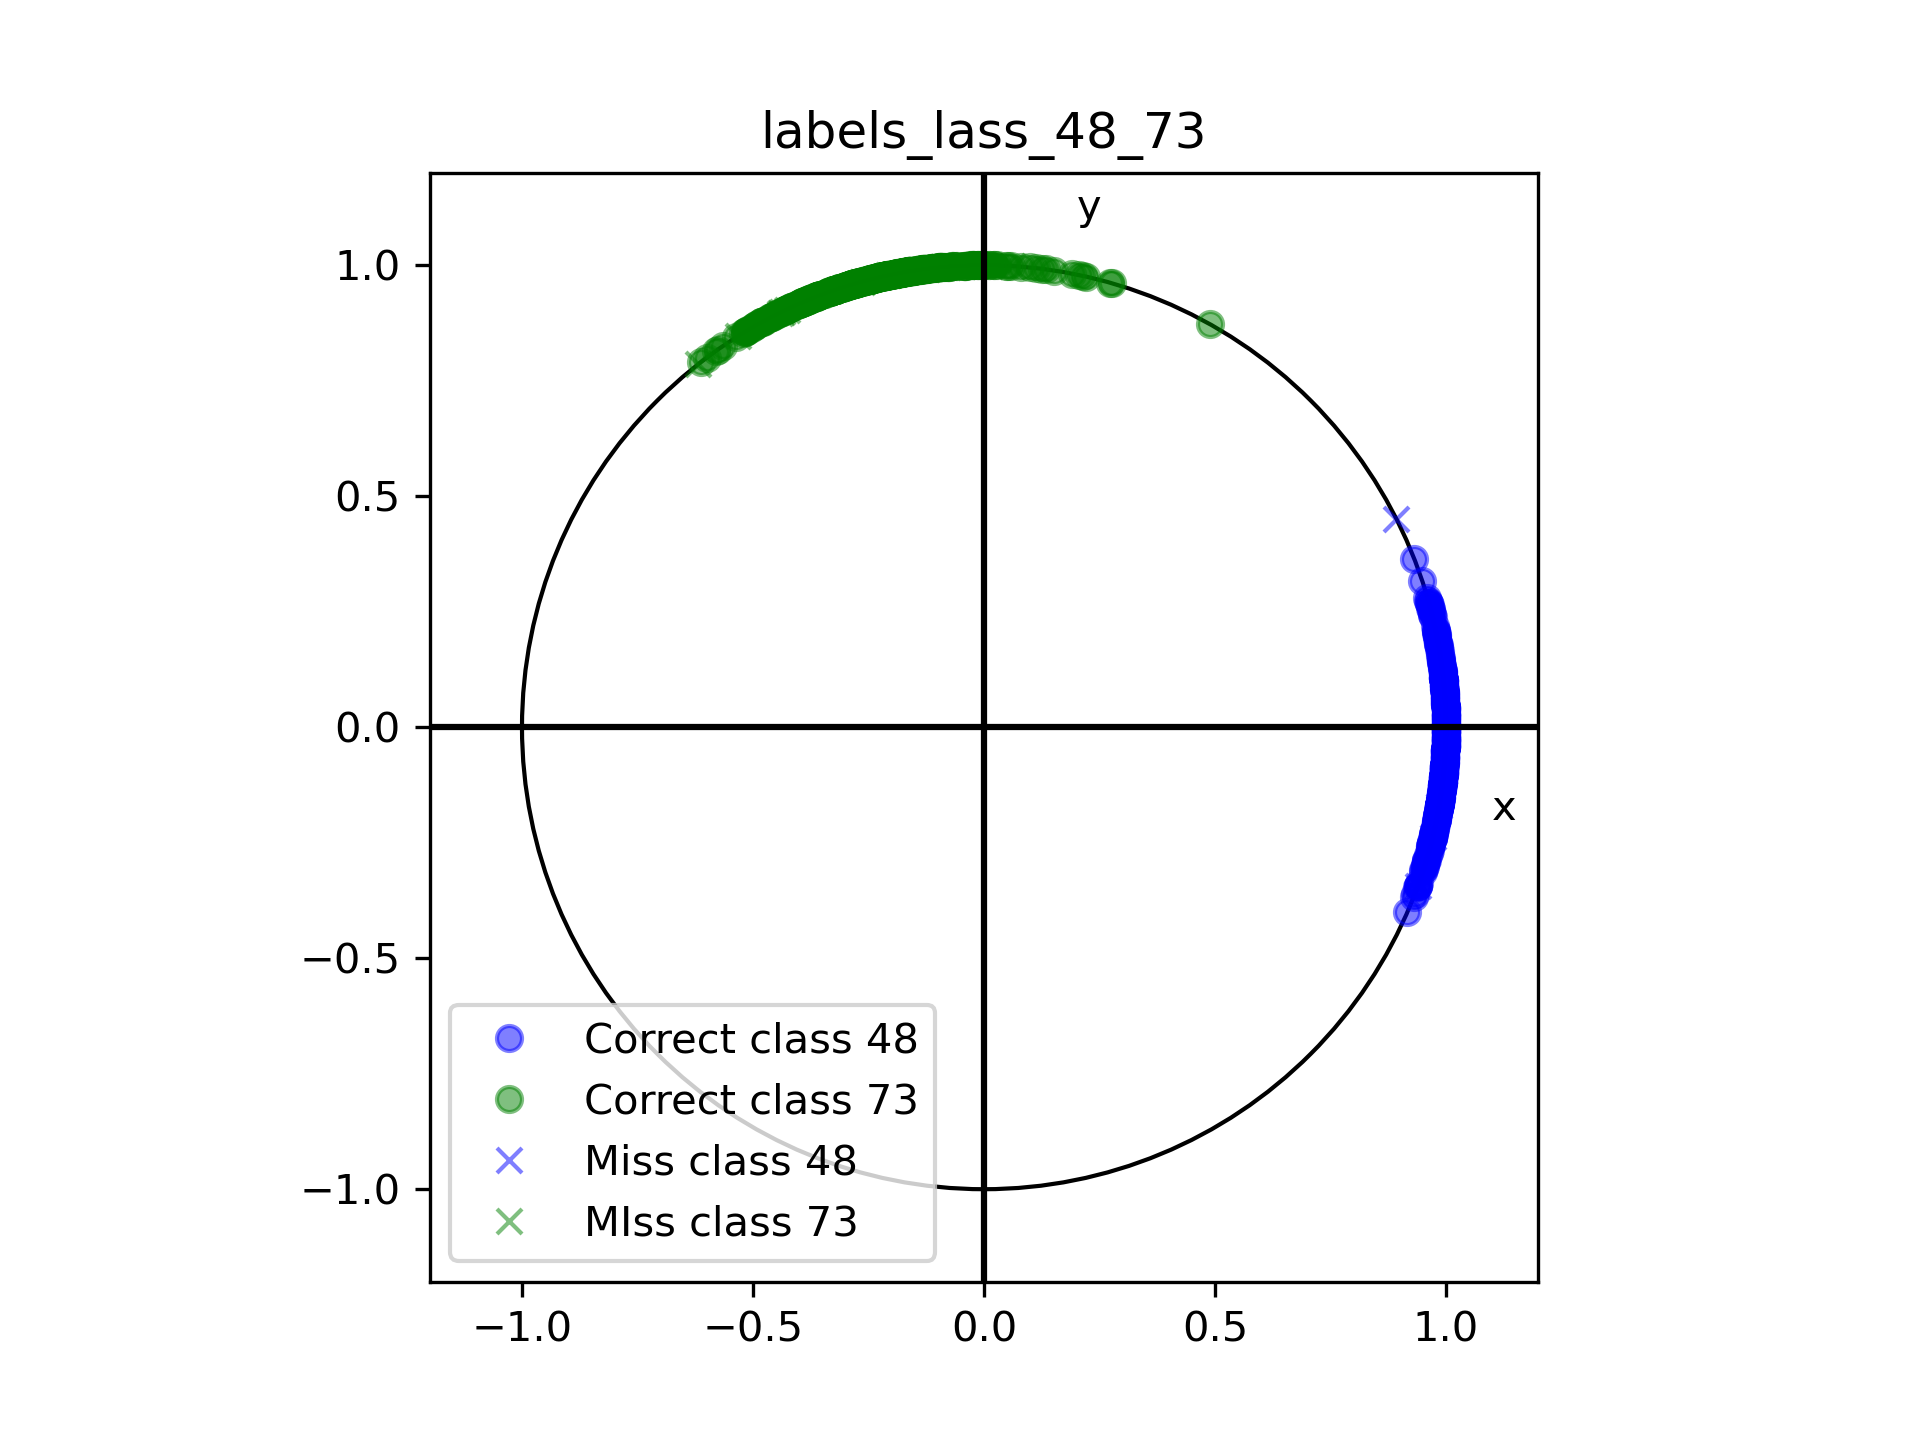 labels_lass_48_73
y
1.0
0.5
0.0
x
−0.5
−1.0
Correct class 48
Correct class 73
Miss class 48
MIss class 73
−1.0 −0.5 0.0 0.5 1.0